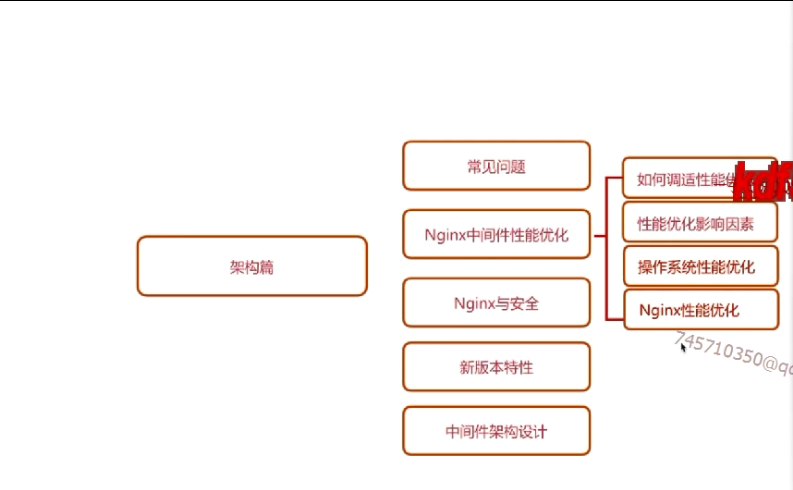 常见问题
如何调适性能优
Nginx中间件性能优化
性能优化影响因素
架构篇
操作系统性能优化
Nginx与安全
Nginx性能优化
745710350@qq
新版本特性
中间件架构设计